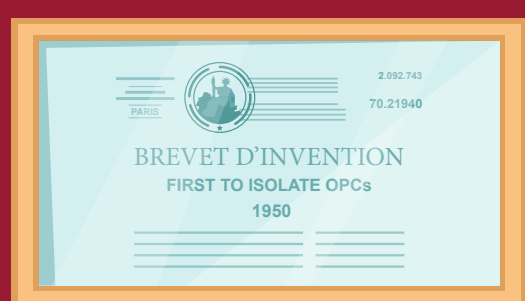 2.092.743
70.21940
PARIS
BREVET D'INVENTION
FIRST TO ISOLATE OPCs
1950